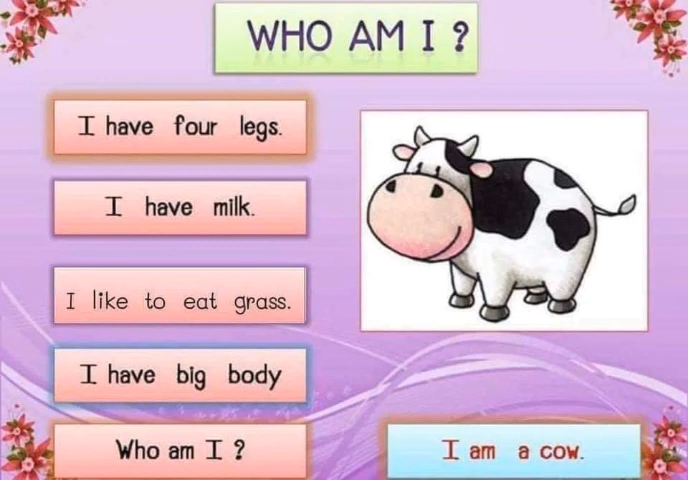 WHO AM I ?
I have four legs.
I have milk.
I like to eat grass.
I have big body
Who am I ?
I am a cow.